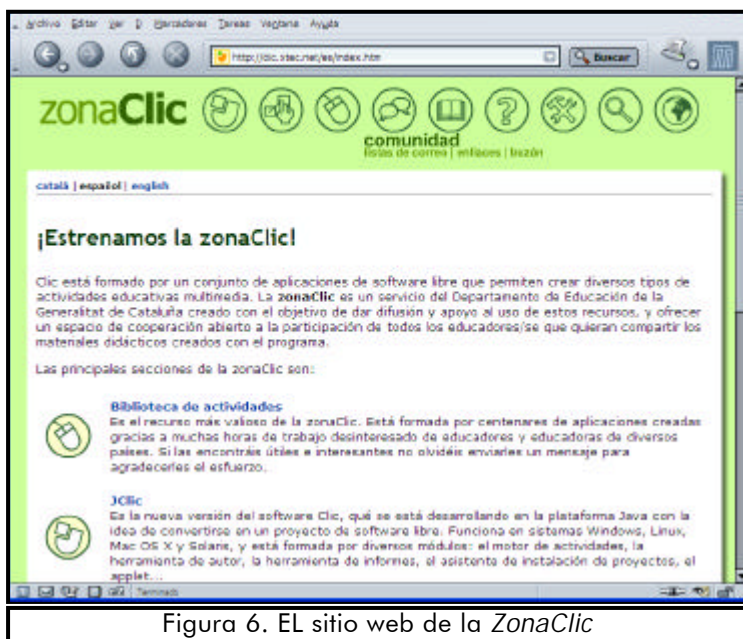 Archivo Editar Ver Marcadores Tareas Ventana Ayuda
http://clic.xtec.net/es/index.htm Buscar
zonaClic
comunidad
listas de correo | enlaces | buzón
català | español | english
¡Estrenamos la zonaClic!
Clic está formado por un conjunto de aplicaciones de software libre que permiten crear diversos tipos de
actividades educativas multimedia. La zonaClic es un servicio del Departamento de Educación de la
Generalitat de Cataluña creado con el objetivo de dar difusión y apoyo al uso de estos recursos, y ofrecer
un espacio de cooperación abierto a la participación de todos los educadores/se que quieran compartir los
materiales didácticos creados con el programa.
Las principales secciones de la zonaClic son:
Biblioteca de actividades
Es el recurso más valioso de la zonaClic. Está formada por centenares de aplicaciones creadas
gracias a muchas horas de trabajo desinteresado de educadores y educadoras de diversos
países. Si las encontráis útiles e interesantes no olvidéis enviarles un mensaje para
agradecerles el esfuerzo.
JClic
Es la nueva versión del software Clic, qué se está desarrollando en la plataforma Java con la
idea de convertirse en un proyecto de software libre. Funciona en sistemas Windows, Linux,
Mac OS X y Solaris, y está formada por diversos módulos: el motor de actividades, la
herramienta de autor, la herramienta de informes, el asistente de instalación de proyectos, el
applet...
Terminado
Figura 6. EL sitio web de la ZonaClic